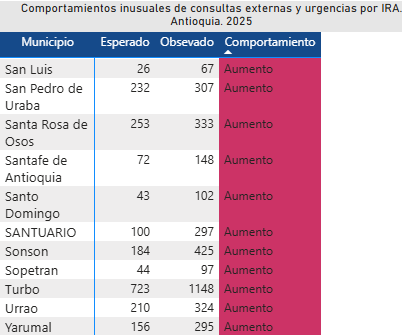 Comportamientos inusuales de consultas externas y urgencias por IRA.
Antioquia. 2025
Municipio Esperado Obsevado Comportamiento
San Luis 26 67 Aumento
San Pedro de 232 307 Aumento
Uraba
Santa Rosa de 253 333 Aumento
Osos
Santafe de 72 148 Aumento
Antioquia
Santo 43 102 Aumento
Domingo
SANTUARIO 100 297 Aumento
Sonson 184 425 Aumento
Sopetran 44 97 Aumento
Turbo 723 1148 Aumento
Urrao 210 324 Aumento
Yarumal 156 295 Aumento